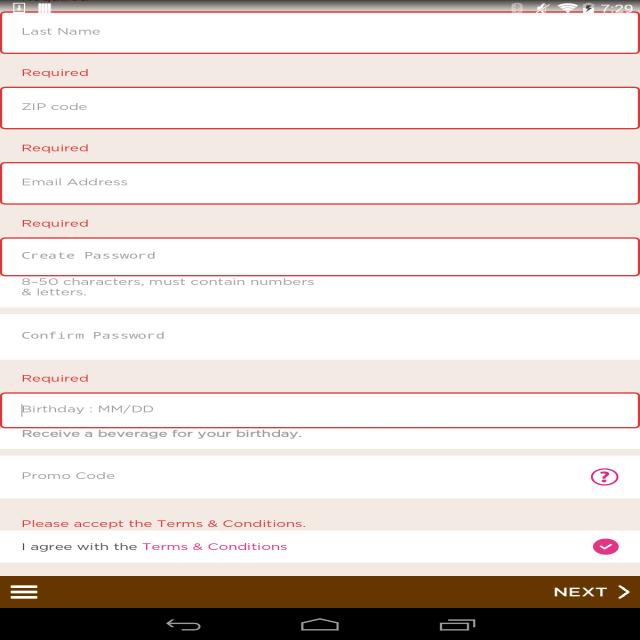 7:29
Last Name
Required
ZIP code
Required
Email Address
Required
Create Password
8-50 characters, must contain numbers
& letters.
Confirm Password
Required
Birthday : MM/DD
Receive a beverage for your birthday.
Promo Code
?
Please accept the Terms & Conditions.
I agree with the Terms & Conditions
NEXT